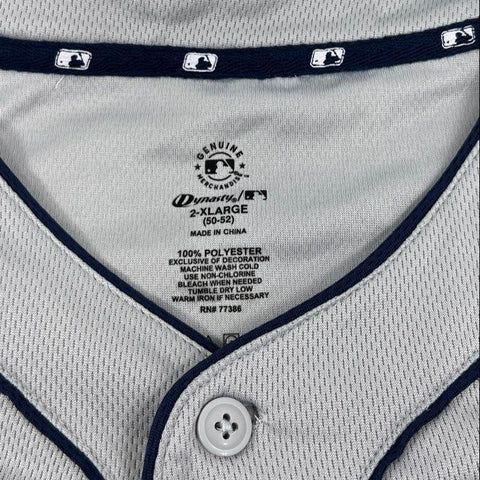 GENUINE
MERCHANDISE
Dynasty
2-XLARGE
(50-52)
MADE IN CHINA
100% POLYESTER
EXCLUSIVE OF DECORATION
MACHINE WASH COLD
USE NON-CHLORINE
BLEACH WHEN NEEDED
TUMBLE DRY LOW
WARM IRON IF NECESSARY
RN# 77386